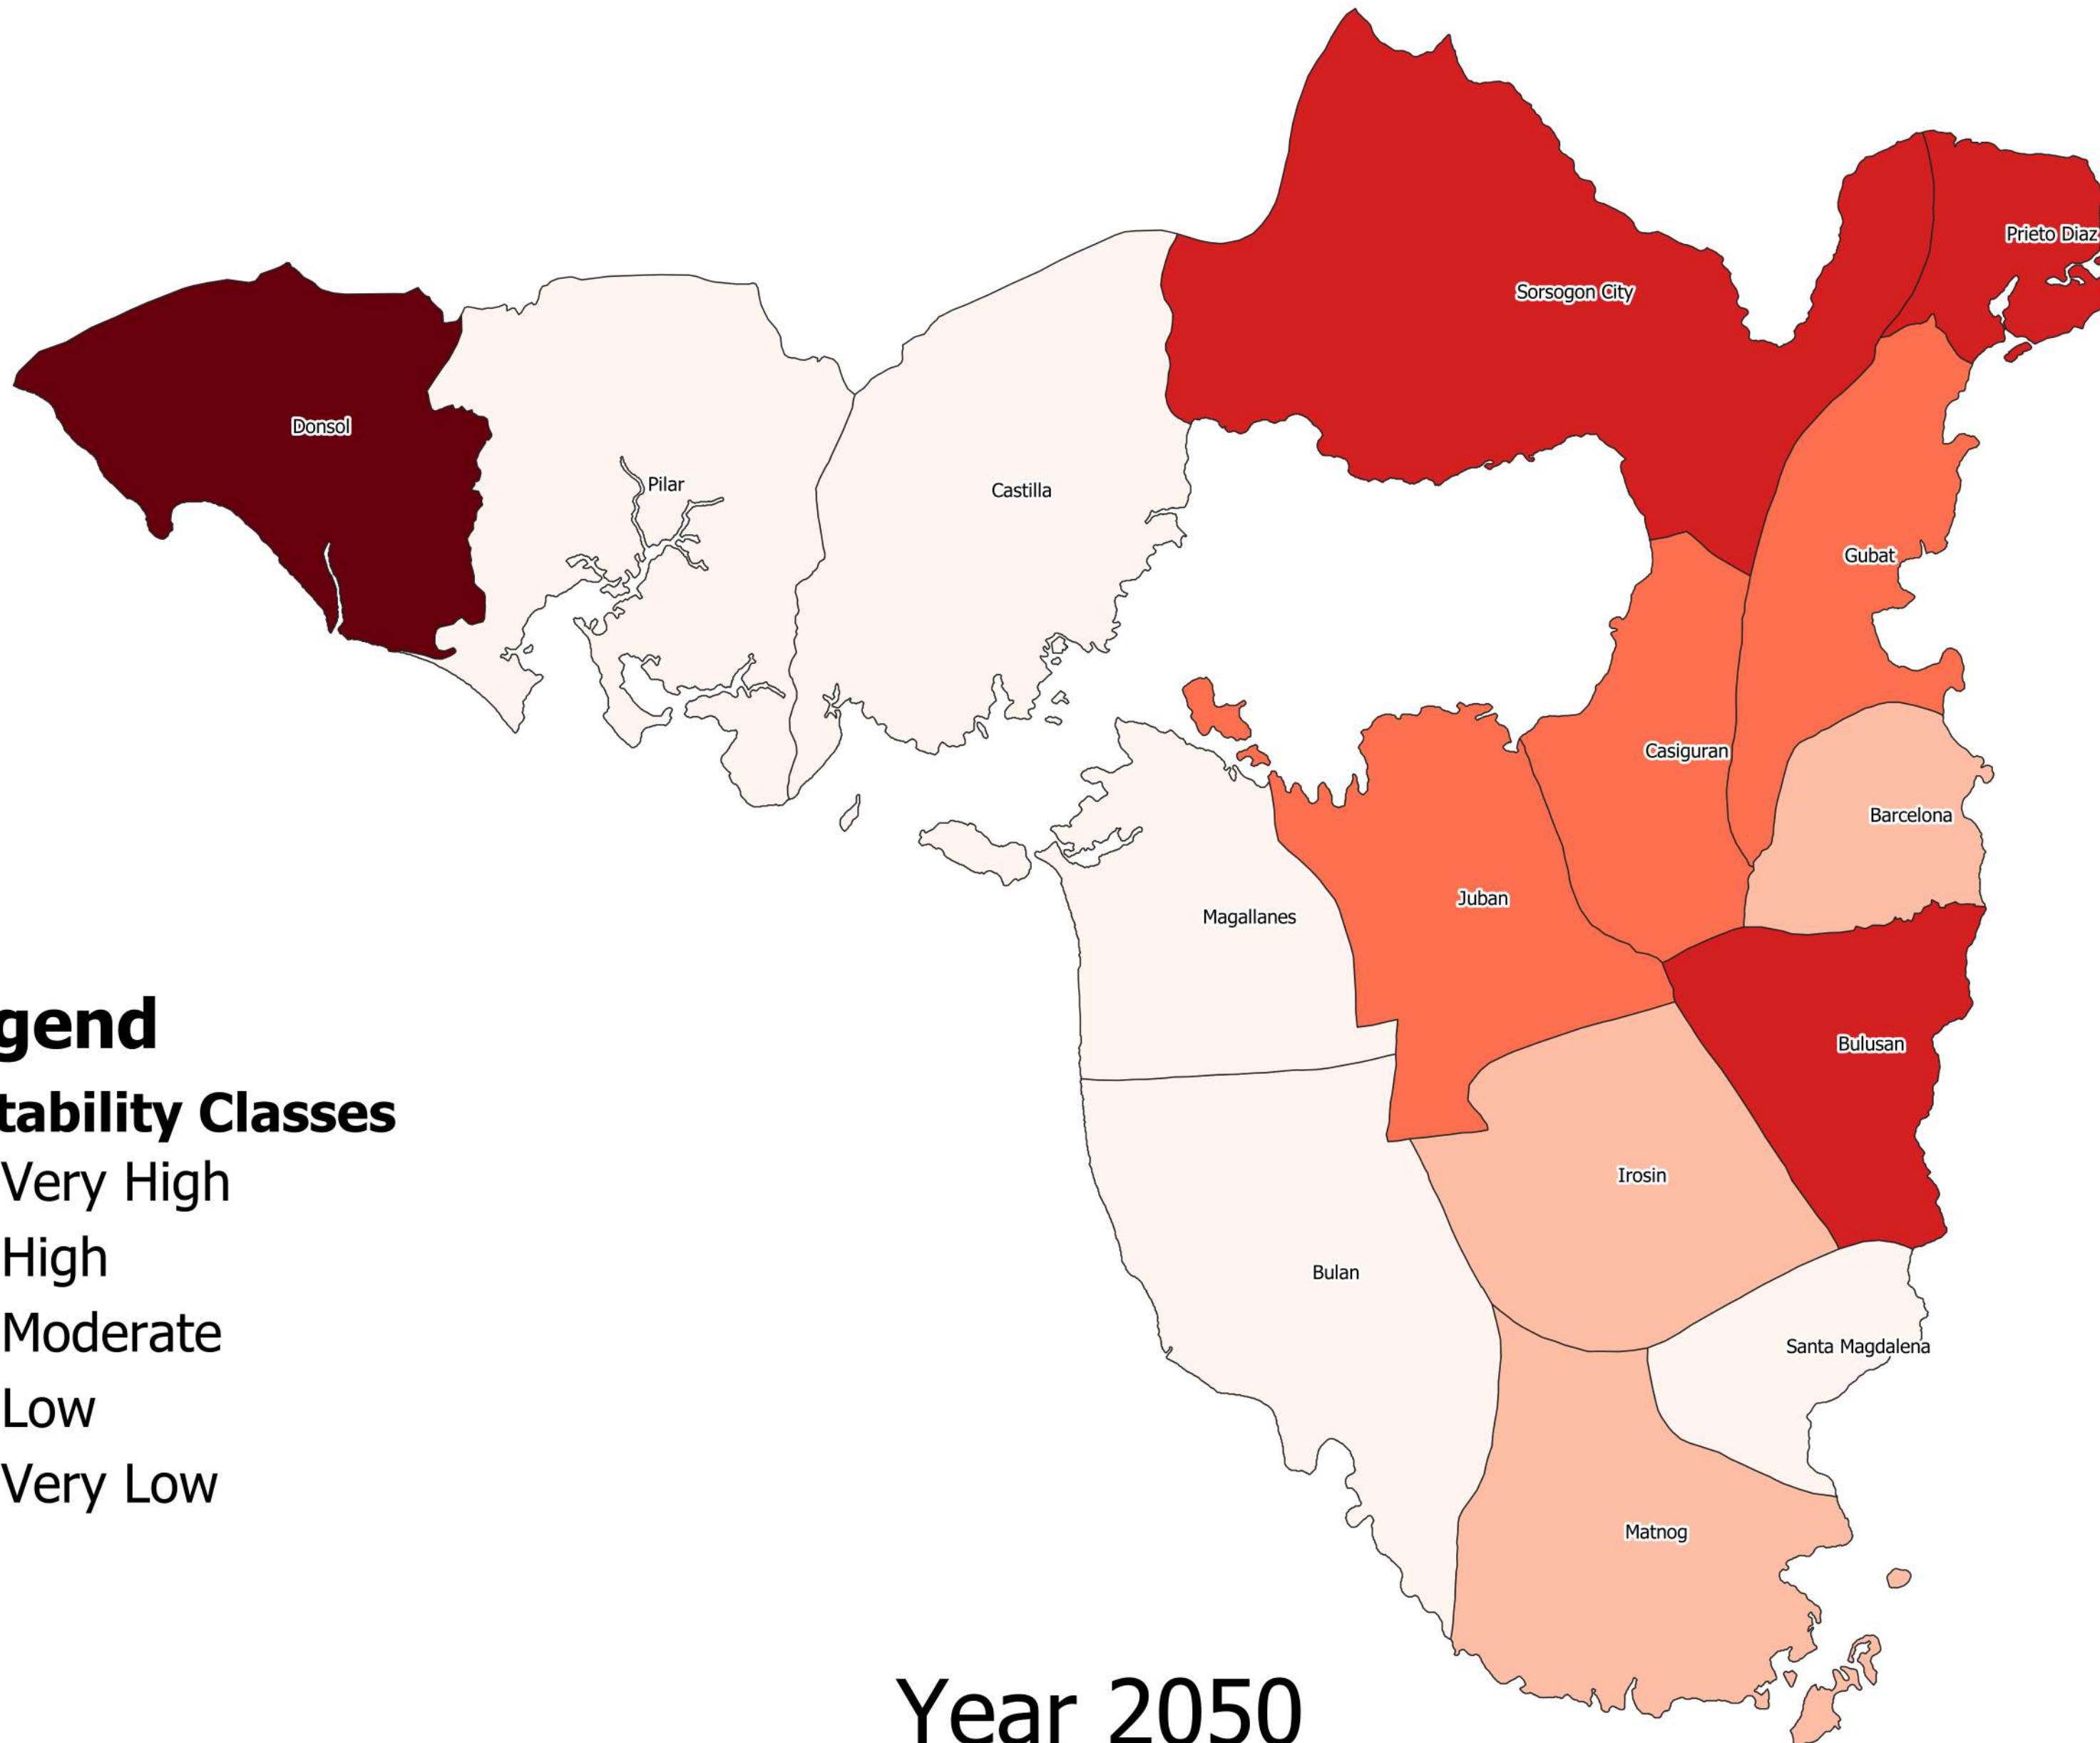 Prieto Diaz
Sorsogon City
Donsol
Pilar
Castilla
Gubat
Casiguran
Barcelona
Juban
Magallanes
Bulusan
Irosin
Bulan
Santa Magdalena
Matnog
gend
tability Classes
Very High
High
Moderate
Low
Very Low
Year 2050